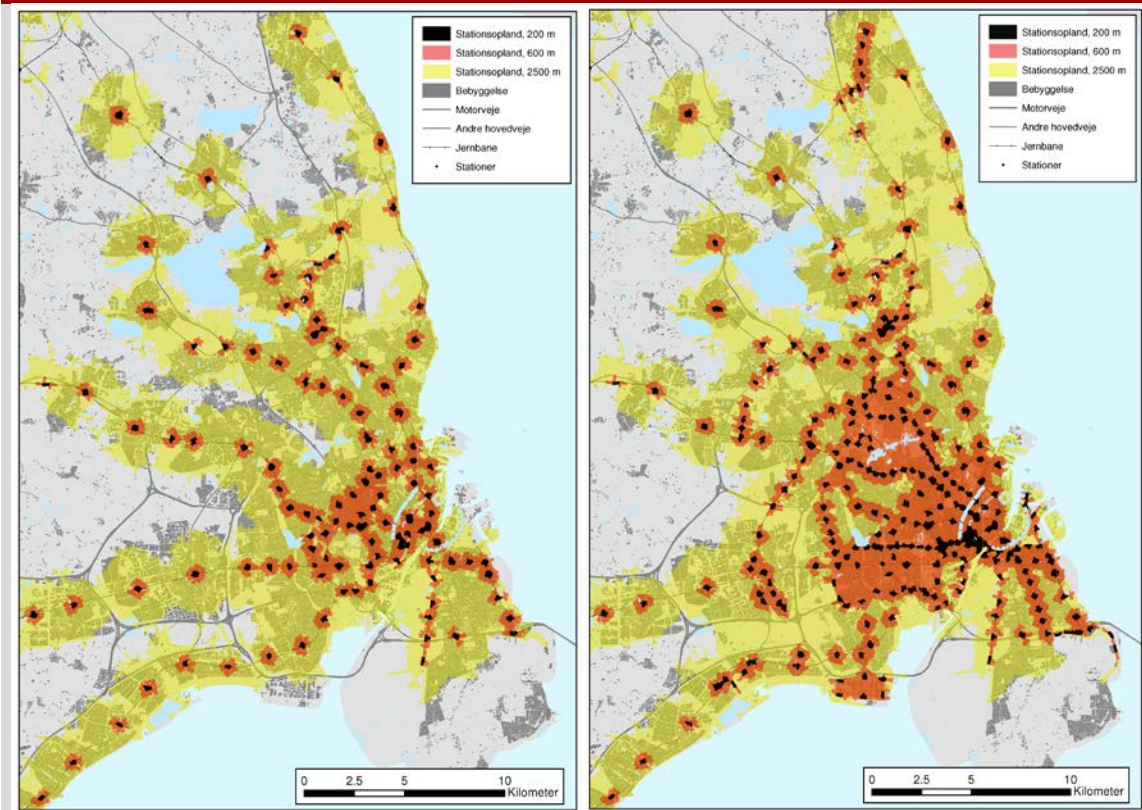 Stationsopland, 200 m
Stationsopland, 600 m
Stationsopland, 2500 m
Bebyggelse
Motorveje
Andre hovedveje
Jernbane
Stationer
0 2.5 5 10
Kilometer
Stationsopland, 200 m
Stationsopland, 600 m
Stationsopland, 2500 m
Bebyggelse
Motorveje
Andre hovedveje
Jernbane
Stationer
0 2.5 5 10
Kilometer